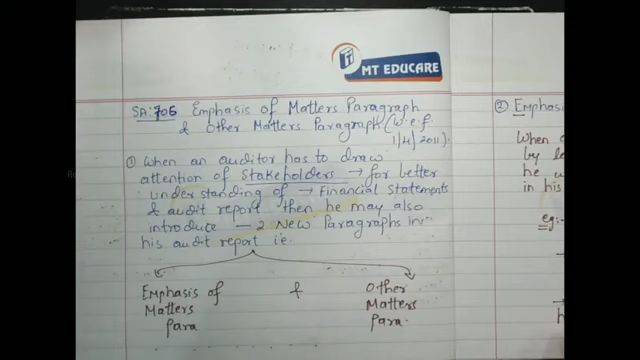 MT EDUCARE
SA:706 Emphasis of Matters Paragraph
& Other Matters Paragraph (w.e.f
1/4/2011).
① When an auditor has to draw
attention of Stakeholders → for better
understanding of → Financial Statements
& audit report then he may also
introduce — 2 New Paragraphs in
his audit report i.e.
Emphasis of Matters Para
&
Other Matters Para.
② Emphas
When
by
he
in his
eg:-